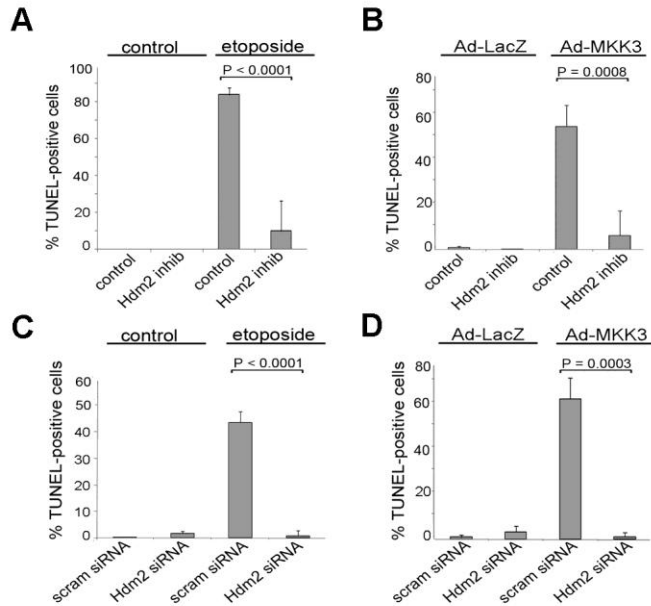 A
control
etoposide
P < 0.0001
% TUNEL-positive cells
100
80
60
40
20
0
control
Hdm2 inhib
control
Hdm2 inhib
B
Ad-LacZ
Ad-MKK3
P = 0.0008
% TUNEL-positive cells
80
60
40
20
0
control
Hdm2 inhib
control
Hdm2 inhib
C
control
etoposide
P < 0.0001
% TUNEL-positive cells
60
50
40
30
20
10
0
scram siRNA
Hdm2 siRNA
scram siRNA
Hdm2 siRNA
D
Ad-LacZ
Ad-MKK3
P = 0.0003
% TUNEL-positive cells
80
60
40
20
0
scram siRNA
Hdm2 siRNA
scram siRNA
Hdm2 siRNA